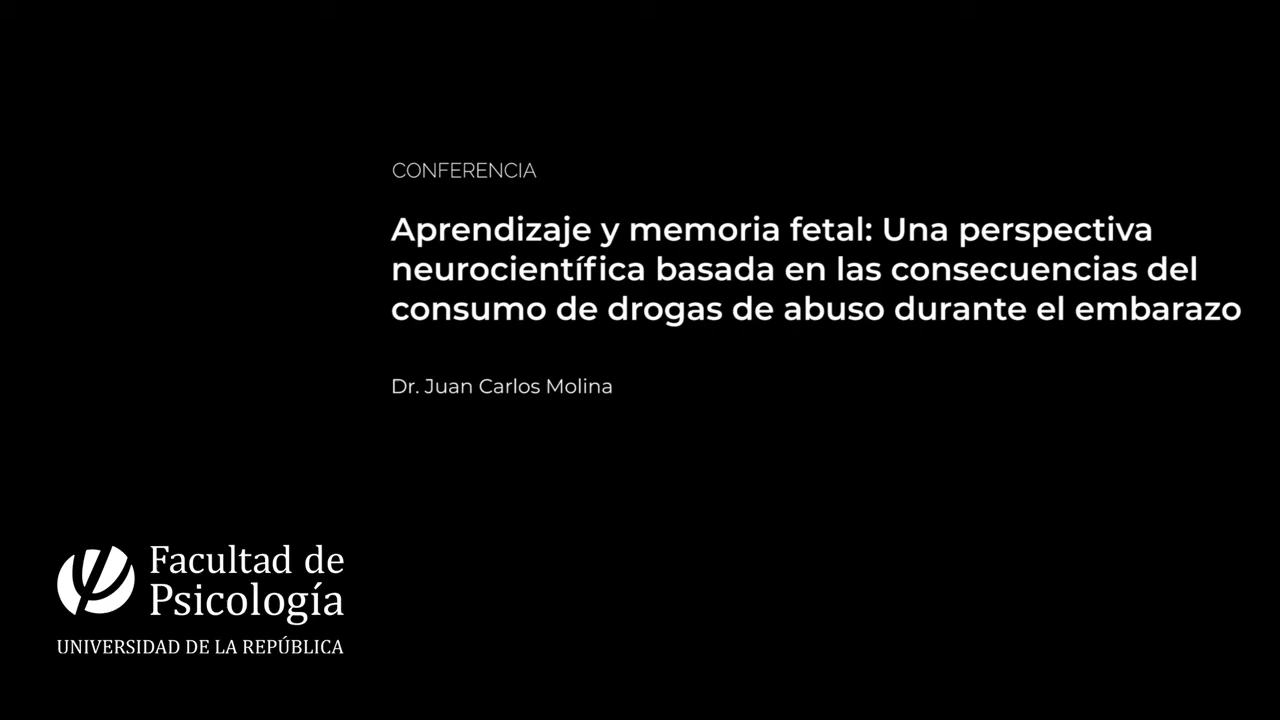 CONFERENCIA
Aprendizaje y memoria fetal: Una perspectiva
neurocientífica basada en las consecuencias del
consumo de drogas de abuso durante el embarazo
Dr. Juan Carlos Molina
Facultad de
Psicología
UNIVERSIDAD DE LA REPÚBLICA